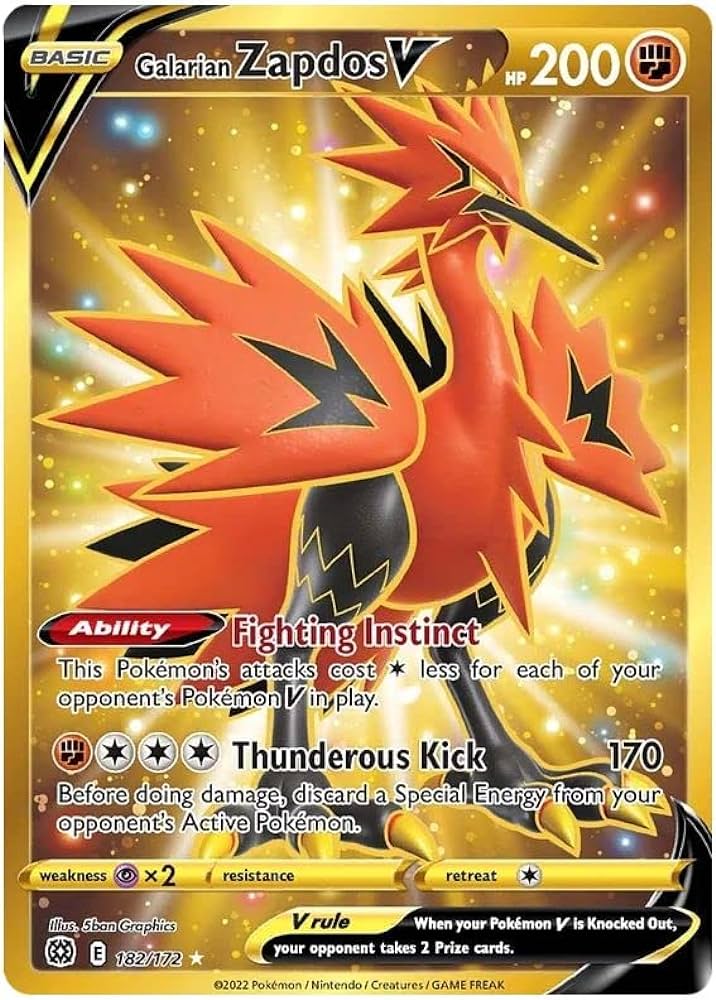 BASIC Galarian Zapdos V HP 200
Ability Fighting Instinct
This Pokémon's attacks cost less for each of your
opponent's Pokémon V in play.
Thunderous Kick 170
Before doing damage, discard a Special Energy from your
opponent's Active Pokémon.
weakness ×2 resistance retreat
Illus. 5ban Graphics
V rule When your Pokémon V is Knocked Out,
your opponent takes 2 Prize cards.
E 182/172
©2022 Pokémon / Nintendo / Creatures / GAME FREAK